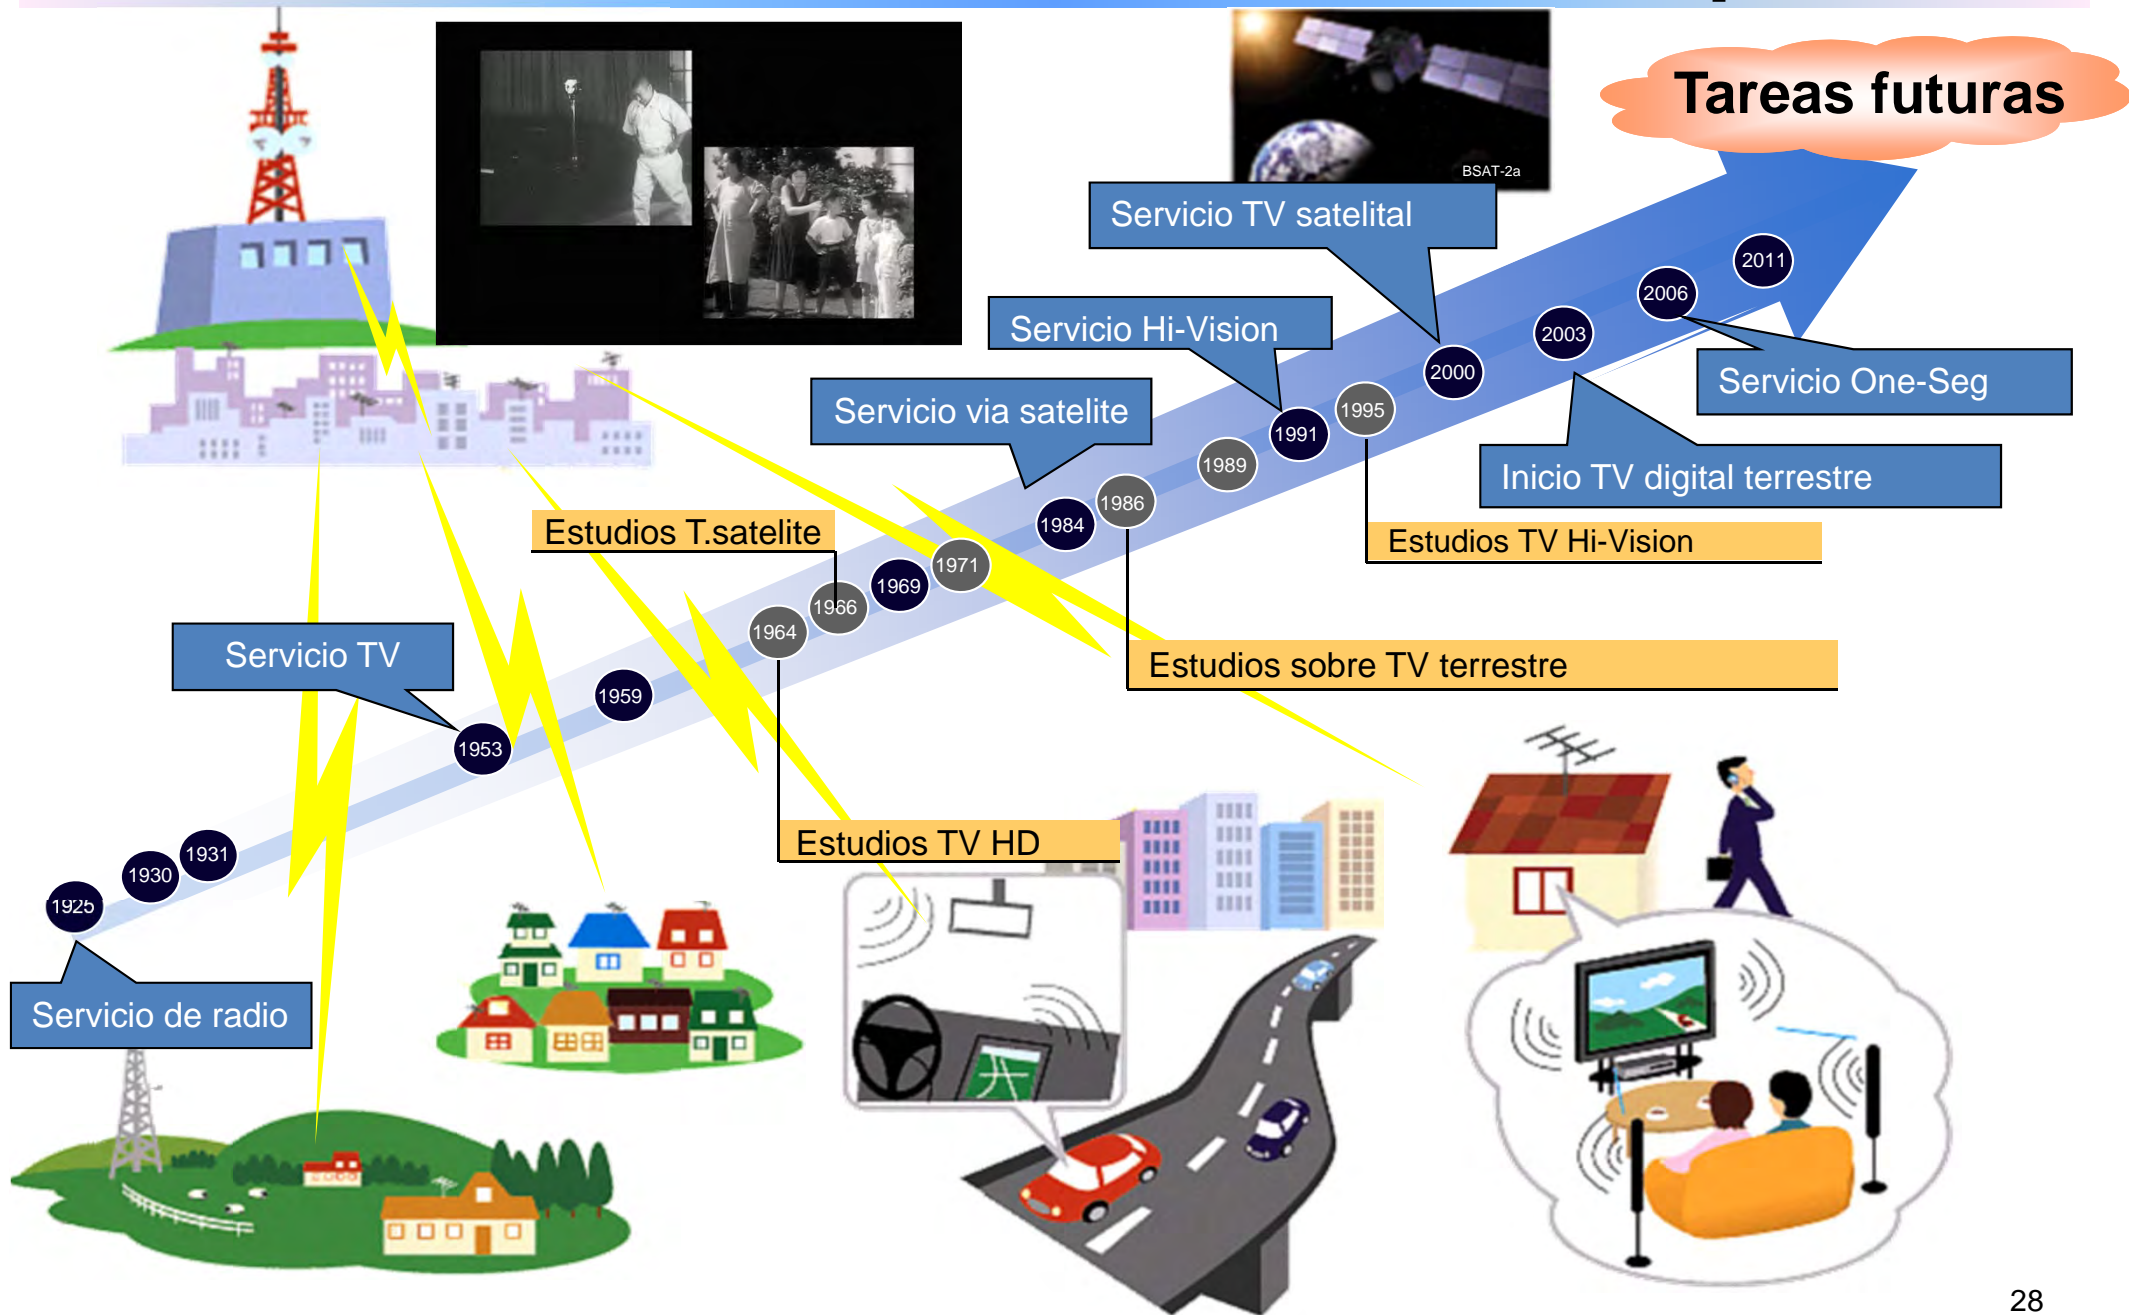 Tareas futuras
BSAT-2a
Servicio TV satelital
2011
2006
Servicio Hi-Vision
2003
2000
Servicio One-Seg
Servicio via satelite
1995
1991
1989
Inicio TV digital terrestre
1986
1984
Estudios T.satelite
Estudios TV Hi-Vision
1971
1969
1966
1964
Servicio TV
Estudios sobre TV terrestre
1959
1953
Estudios TV HD
1931
1930
1925
Servicio de radio
28